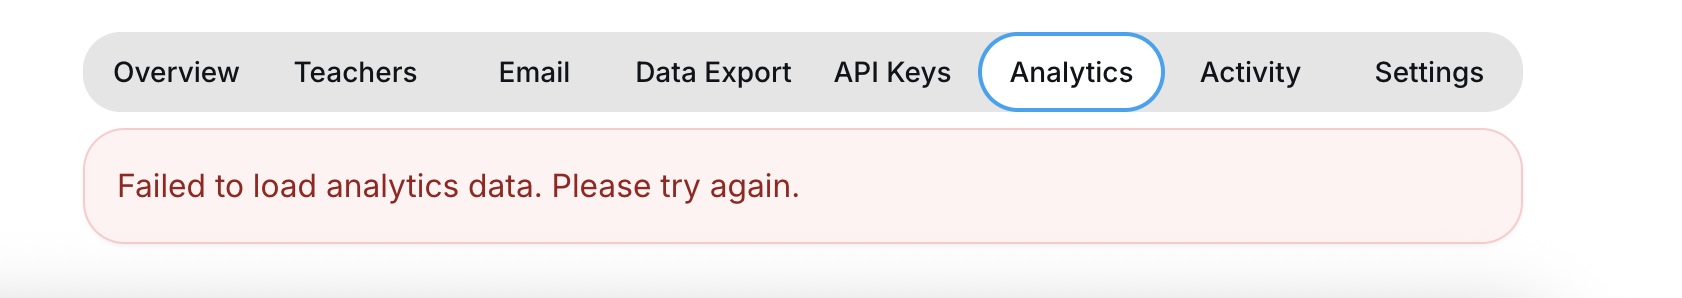 Overview Teachers Email Data Export API Keys Analytics Activity Settings
Failed to load analytics data. Please try again.